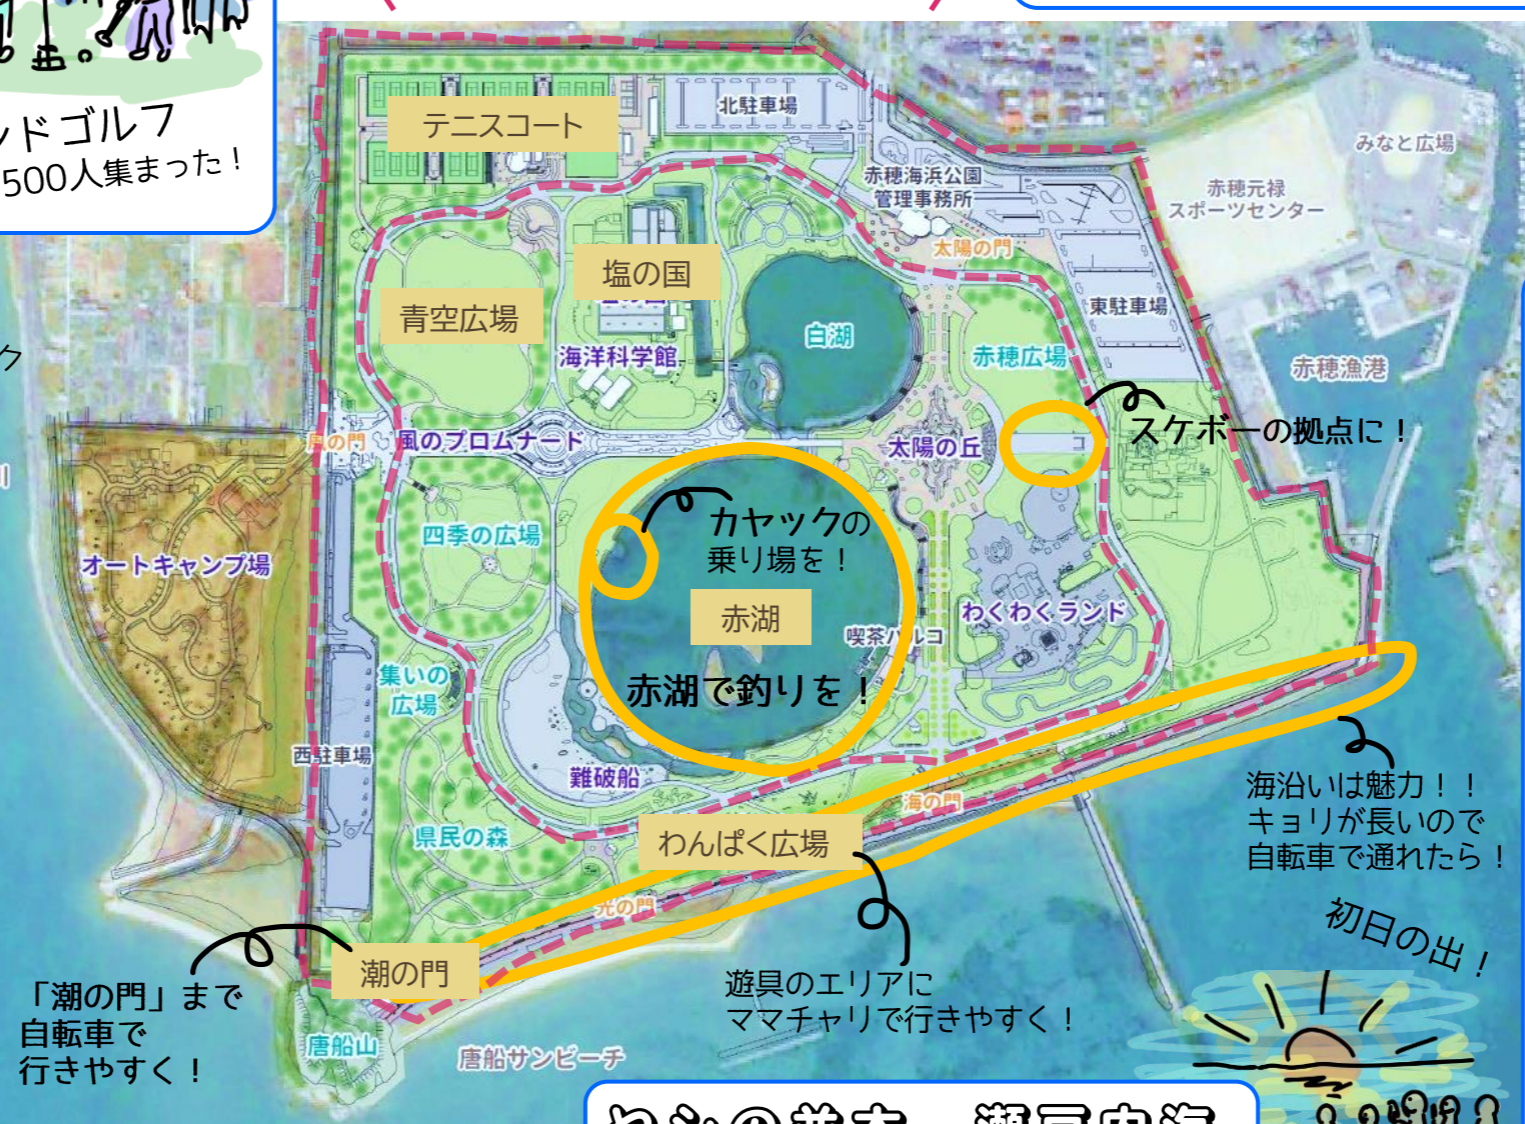 ンドゴルフ
500人集まった！
テニスコート
北駐車場
みなと広場
赤穂海浜公園
管理事務所
赤穂元禄
スポーツセンター
太陽の門
塩の国
青空広場
東駐車場
白湖
海洋科学館
赤穂広場
赤穂漁港
ク
スケボーの拠点に！
風の門
風のプロムナード
太陽の丘
川
カヤックの
乗り場を！
四季の広場
オートキャンプ場
赤湖
わくわくランド
喫茶パルコ
赤湖で釣りを！
集いの
広場
西駐車場
難破船
海の門
海沿いは魅力！！
キョリが長いので
自転車で通れたら！
県民の森
わんぱく広場
光の門
初日の出！
潮の門
遊具のエリアに
ママチャリで行きやすく！
「潮の門」まで
自転車で
行きやすく！
唐船山
唐船サンビーチ
瀬戸内海